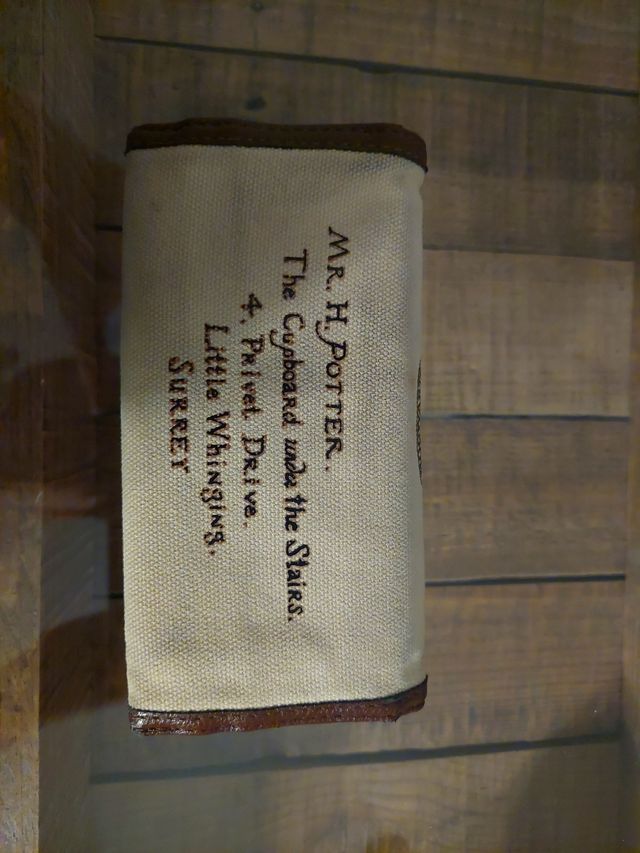 MR. H. POTTER.
The Cupboard under the Stairs.
4. Privet Drive.
Little Whinging.
SURREY